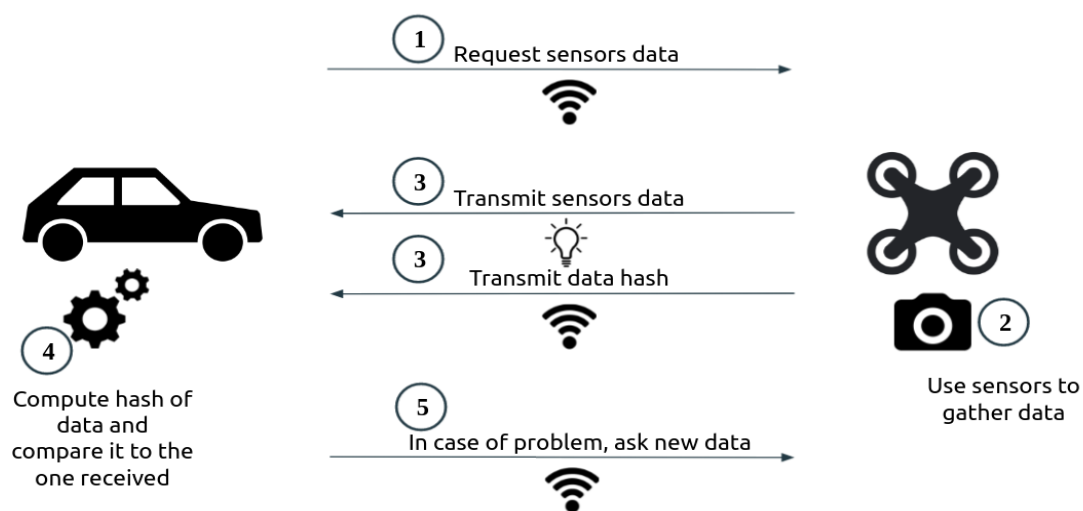 1
Request sensors data
3
Transmit sensors data
3
Transmit data hash
2
Use sensors to
gather data
4
Compute hash of
data and
compare it to the
one received
5
In case of problem, ask new data